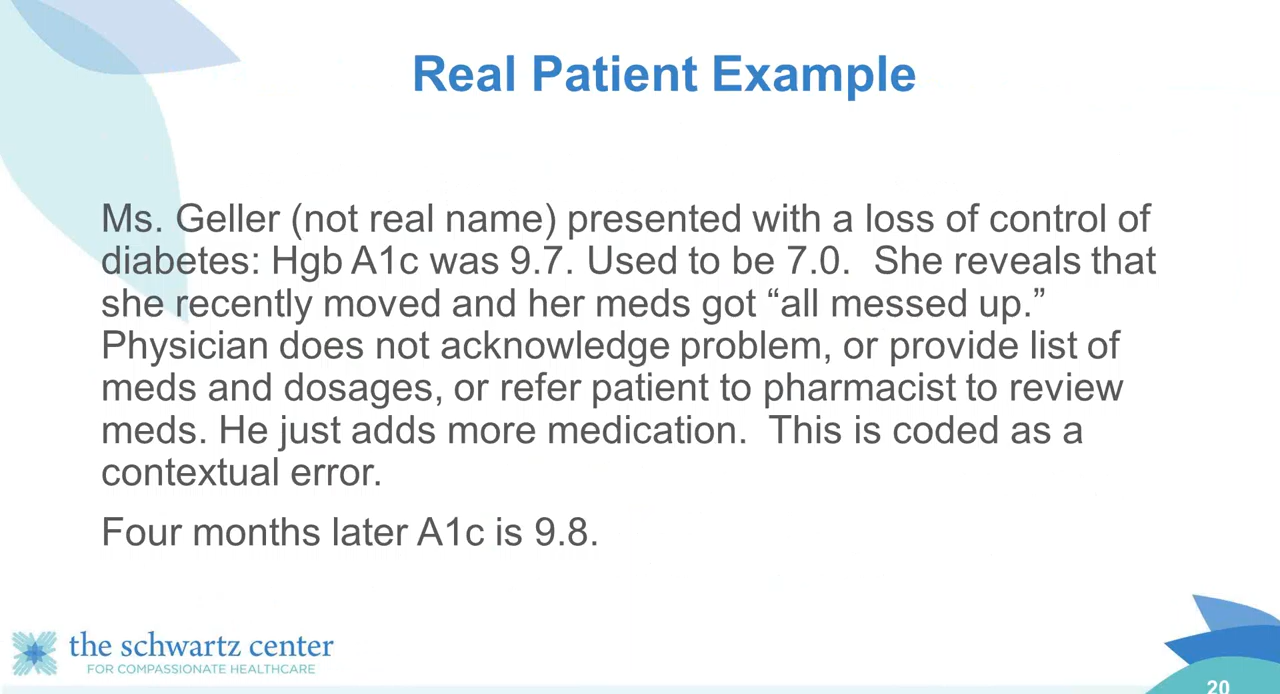 Real Patient Example
Ms. Geller (not real name) presented with a loss of control of
diabetes: Hgb A1c was 9.7. Used to be 7.0.  She reveals that
she recently moved and her meds got “all messed up.”
Physician does not acknowledge problem, or provide list of
meds and dosages, or refer patient to pharmacist to review
meds. He just adds more medication.  This is coded as a
contextual error.
Four months later A1c is 9.8.
the schwartz center
FOR COMPASSIONATE HEALTHCARE
20